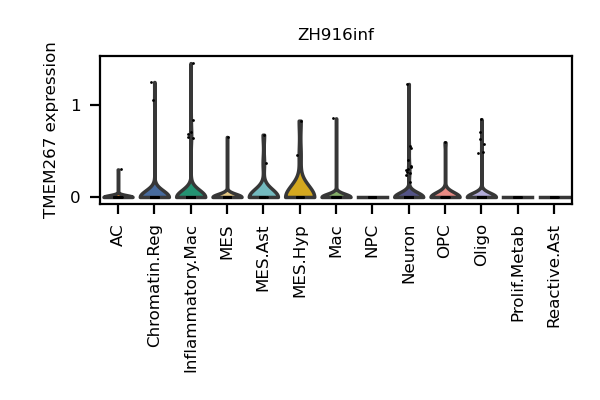 ZH916inf
TMEM267 expression
1
0
AC
Chromatin.Reg
Inflammatory.Mac
MES
MES.Ast
MES.Hyp
Mac
NPC
Neuron
OPC
Oligo
Prolif.Metab
Reactive.Ast